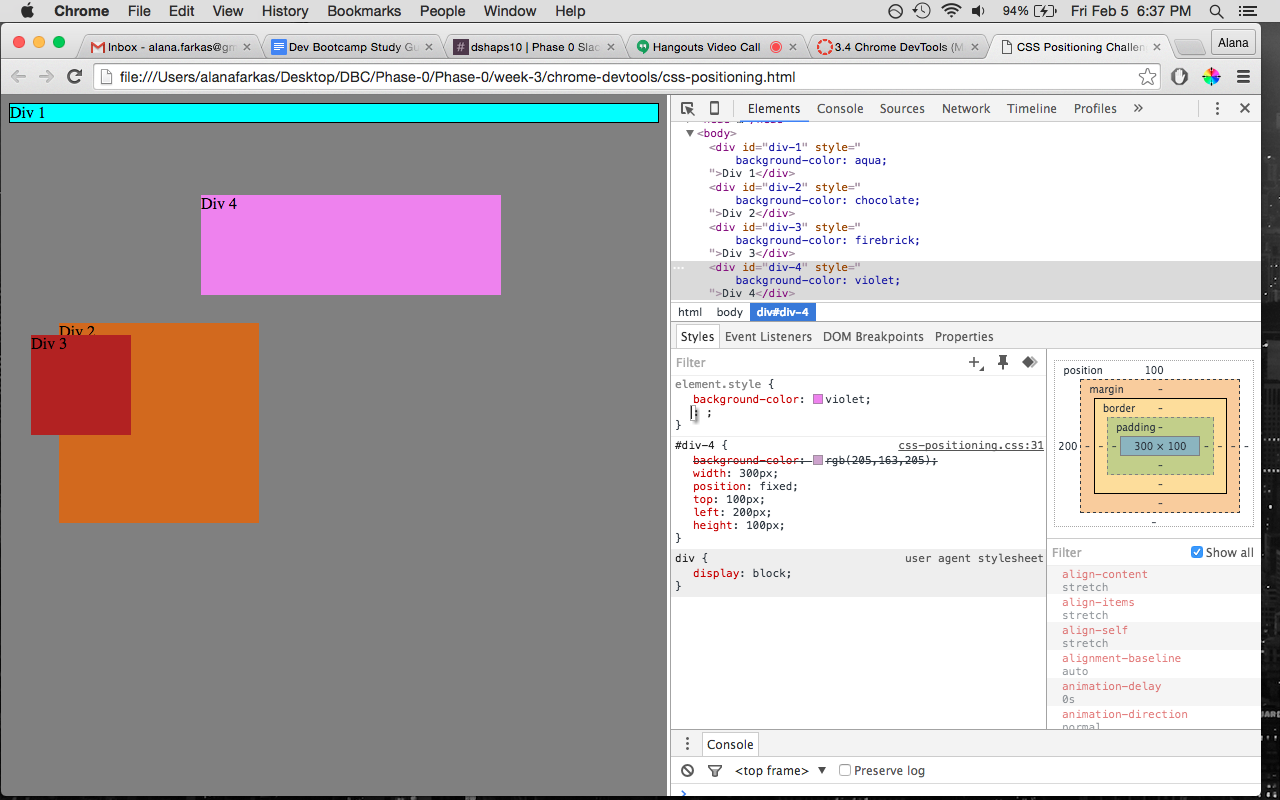 Chrome File Edit View History Bookmarks People Window Help 94% Fri Feb 5 6:37 PM
Inbox - alana.farkas@gm Dev Bootcamp Study Gu dshaps10 | Phase 0 Slac Hangouts Video Call 3.4 Chrome DevTools (M CSS Positioning Challen Alana
file:///Users/alanafarkas/Desktop/DBC/Phase-0/Phase-0/week-3/chrome-devtools/css-positioning.html
Div 1
Div 4
Div 2
Div 3
Elements Console Sources Network Timeline Profiles »
<body>
<div id="div-1" style="
background-color: aqua;
">Div 1</div>
<div id="div-2" style="
background-color: chocolate;
">Div 2</div>
<div id="div-3" style="
background-color: firebrick;
">Div 3</div>
<div id="div-4" style="
background-color: violet;
">Div 4</div>
html body div#div-4
Styles Event Listeners DOM Breakpoints Properties
Filter
element.style {
background-color: violet;
: ;
}
#div-4 { css-positioning.css:31
background-color: rgb(205,163,205);
width: 300px;
position: fixed;
top: 100px;
left: 200px;
height: 100px;
}
div { user agent stylesheet
display: block;
}
position 100
margin -
border -
padding -
200 - - - 300 × 100 - - - -
-
-
-
-
Filter Show all
align-content
stretch
align-items
stretch
align-self
stretch
alignment-baseline
auto
animation-delay
0s
animation-direction
normal
Console
<top frame> ▼ Preserve log
>